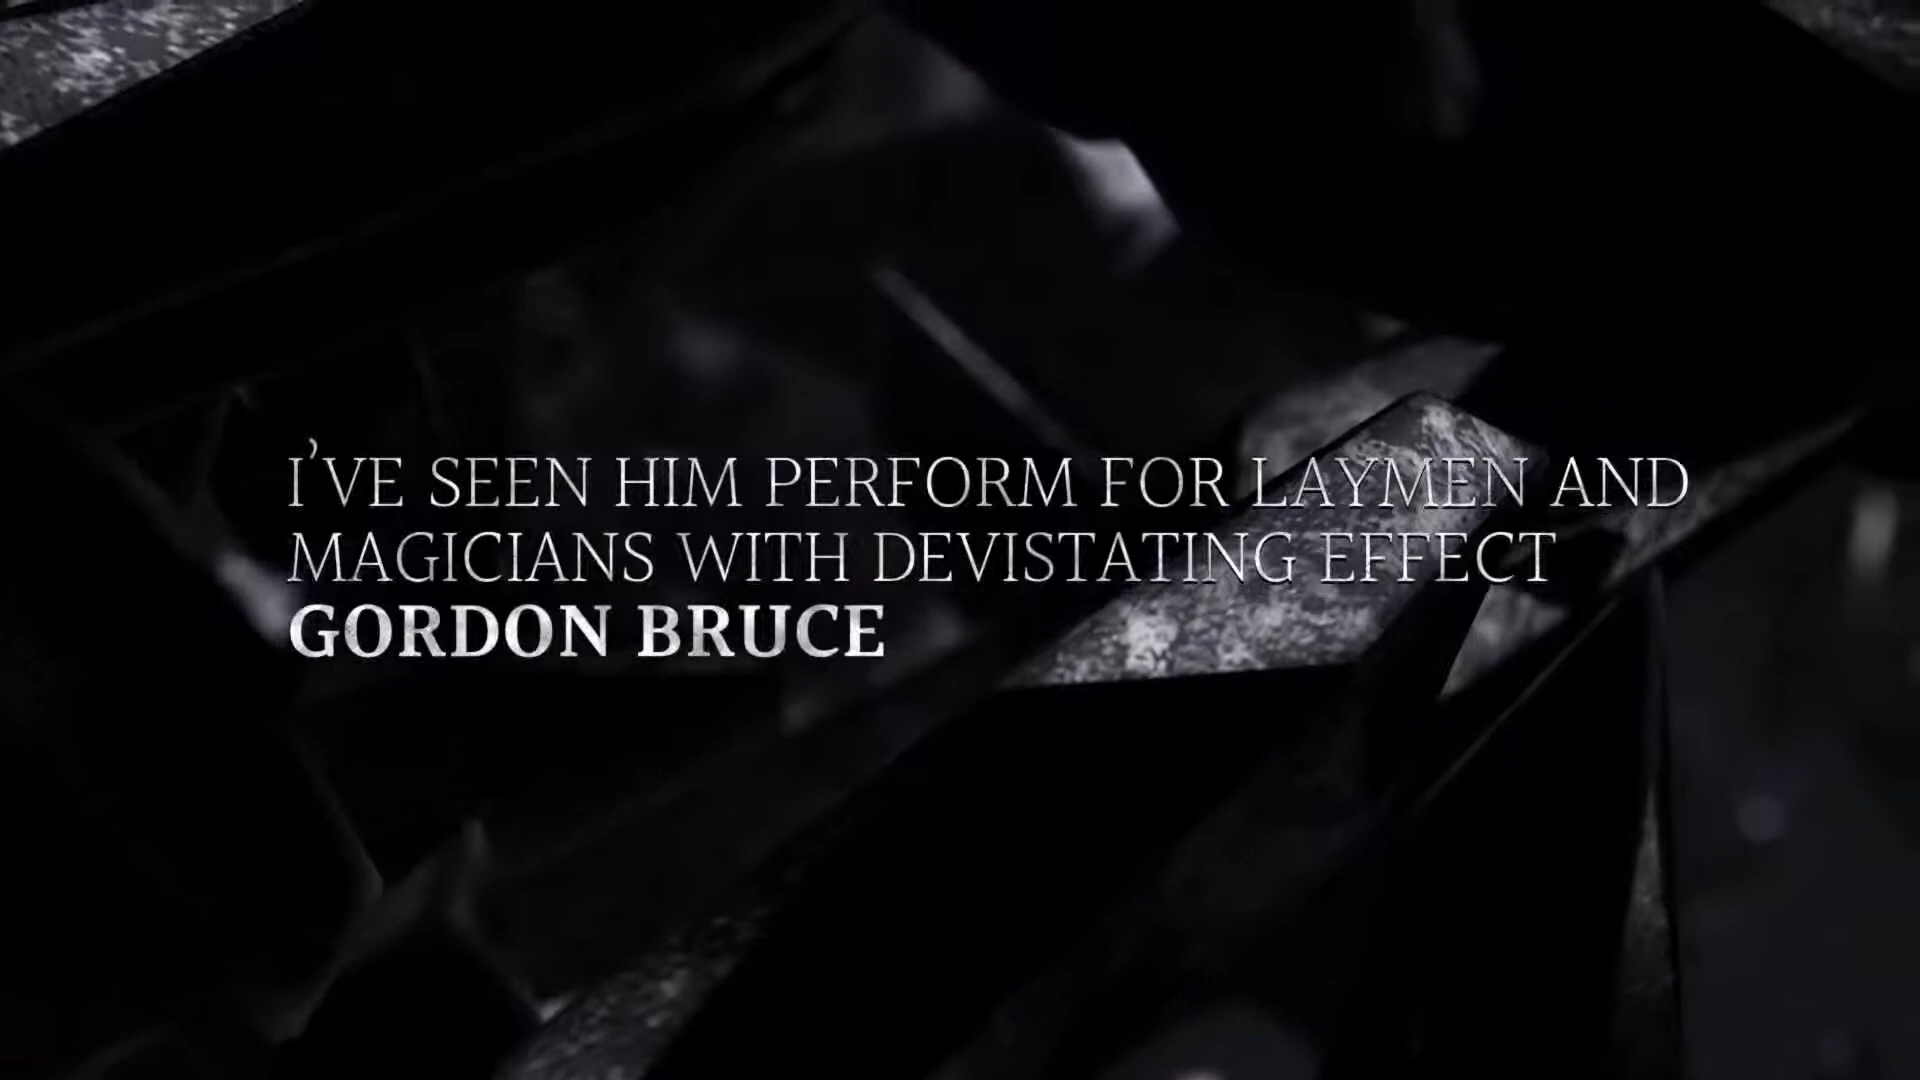 I'VE SEEN HIM PERFORM FOR LAYMEN AND
MAGICIANS WITH DEVISTATING EFFECT
GORDON BRUCE